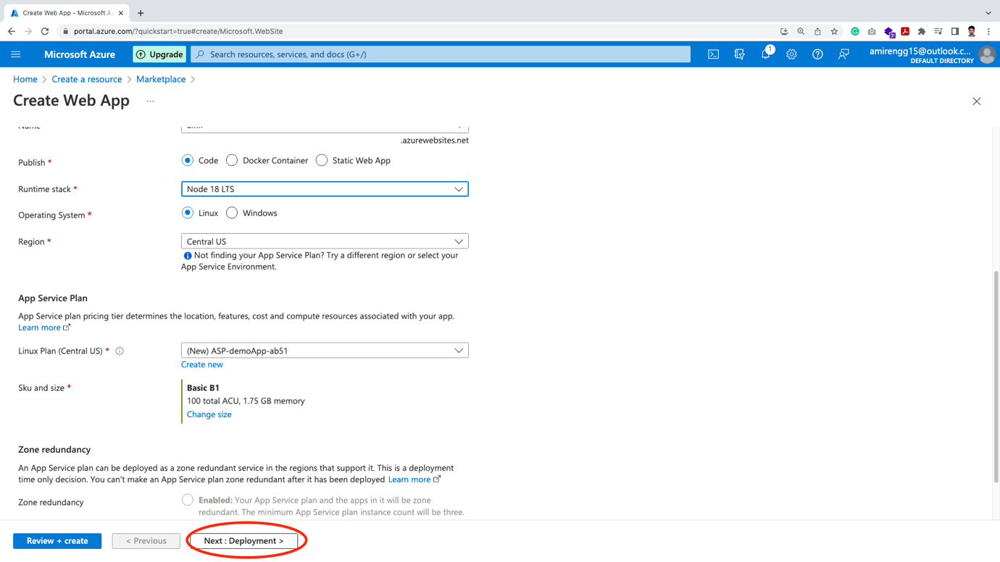 Create Web App - Microsoft Az
portal.azure.com/?quickstart=true#create/Microsoft.WebSite
7
Microsoft Azure
Upgrade
Search resources, services, and docs (G+/)
1
amirengg15@outlook.c...
DEFAULT DIRECTORY
Home > Create a resource > Marketplace >
Create Web App ...
Name
.azurewebsites.net
Publish *
Code Docker Container Static Web App
Runtime stack *
Node 18 LTS
Operating System *
Linux Windows
Region *
Central US
Not finding your App Service Plan? Try a different region or select your
App Service Environment.
App Service Plan
App Service plan pricing tier determines the location, features, cost and compute resources associated with your app.
Learn more
Linux Plan (Central US) *
(New) ASP-demoApp-ab51
Create new
Sku and size *
Basic B1
100 total ACU, 1.75 GB memory
Change size
Zone redundancy
An App Service plan can be deployed as a zone redundant service in the regions that support it. This is a deployment
time only decision. You can't make an App Service plan zone redundant after it has been deployed Learn more
Zone redundancy
Enabled: Your App Service plan and the apps in it will be zone
redundant. The minimum App Service plan instance count will be three.
Review + create
< Previous
Next : Deployment >